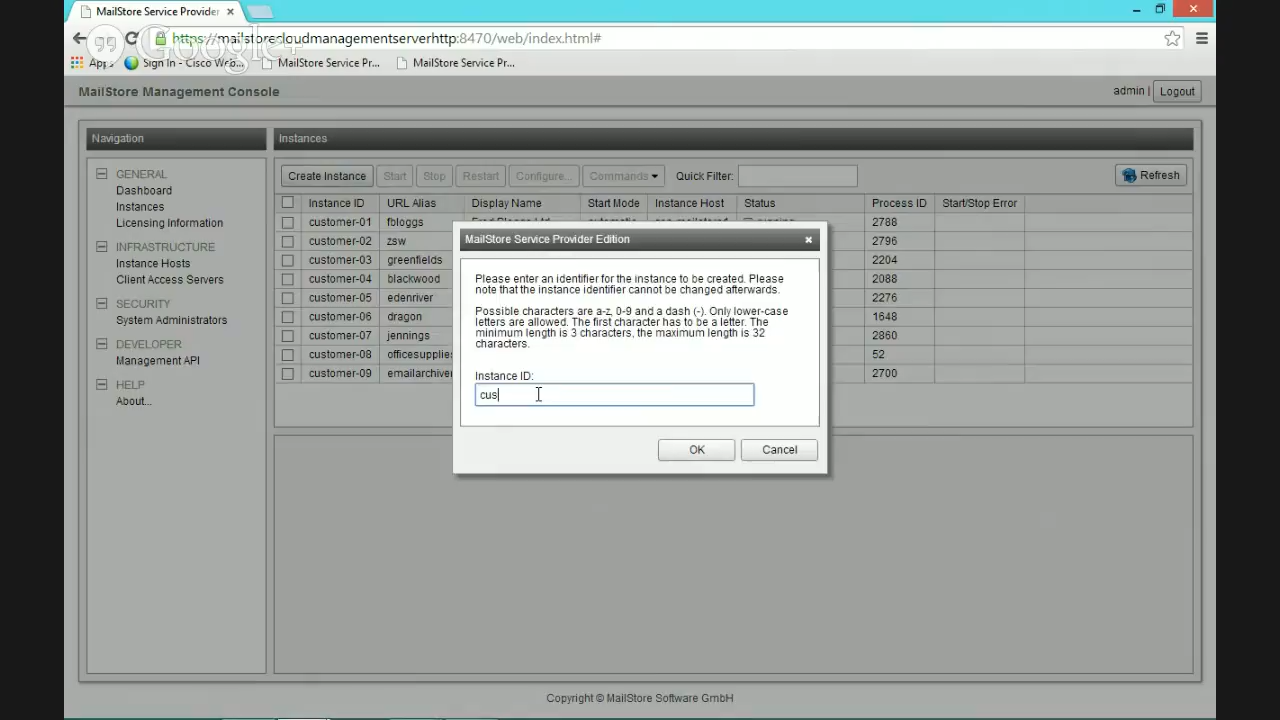 MailStore Service Provider
https://mailstorecloudmanagementserverhttp:8470/web/index.html#
Google+
Apps Sign In - Cisco Web... MailStore Service Pr... MailStore Service Pr...
MailStore Management Console
admin | Logout
Navigation
GENERAL
Dashboard
Instances
Licensing Information
INFRASTRUCTURE
Instance Hosts
Client Access Servers
SECURITY
System Administrators
DEVELOPER
Management API
HELP
About...
Instances
Create Instance Start Stop Restart Configure... Commands Quick Filter: Refresh
Instance ID URL Alias Display Name Start Mode Instance Host Status Process ID Start/Stop Error
customer-01 fbloggs 2788
customer-02 zsw 2796
customer-03 greenfields 2204
customer-04 blackwood 2088
customer-05 edenriver 2276
customer-06 dragon 1648
customer-07 jennings 2860
customer-08 officesupplies 52
customer-09 emailarchive 2700
MailStore Service Provider Edition
Please enter an identifier for the instance to be created. Please
note that the instance identifier cannot be changed afterwards.
Possible characters are a-z, 0-9 and a dash (-). Only lower-case
letters are allowed. The first character has to be a letter. The
minimum length is 3 characters, the maximum length is 32
characters.
Instance ID:
cus
OK Cancel
Copyright © MailStore Software GmbH